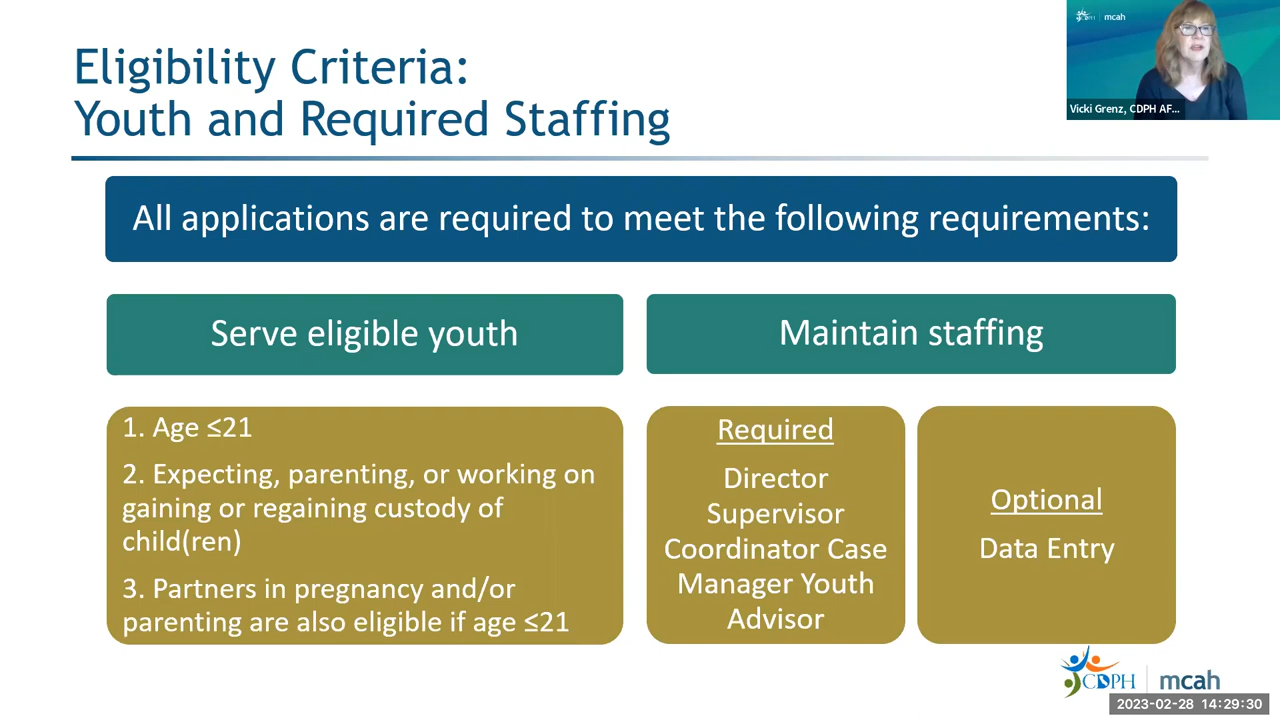 Eligibility Criteria:
Youth and Required Staffing
mcah
Vicki Grenz, CDPH AF...
All applications are required to meet the following requirements:
Serve eligible youth
Maintain staffing
1. Age ≤21
2. Expecting, parenting, or working on
gaining or regaining custody of
child(ren)
3. Partners in pregnancy and/or
parenting are also eligible if age ≤21
Required
Director
Supervisor
Coordinator Case
Manager Youth
Advisor
Optional
Data Entry
CDPH
mcah
2023-02-28 14:29:30